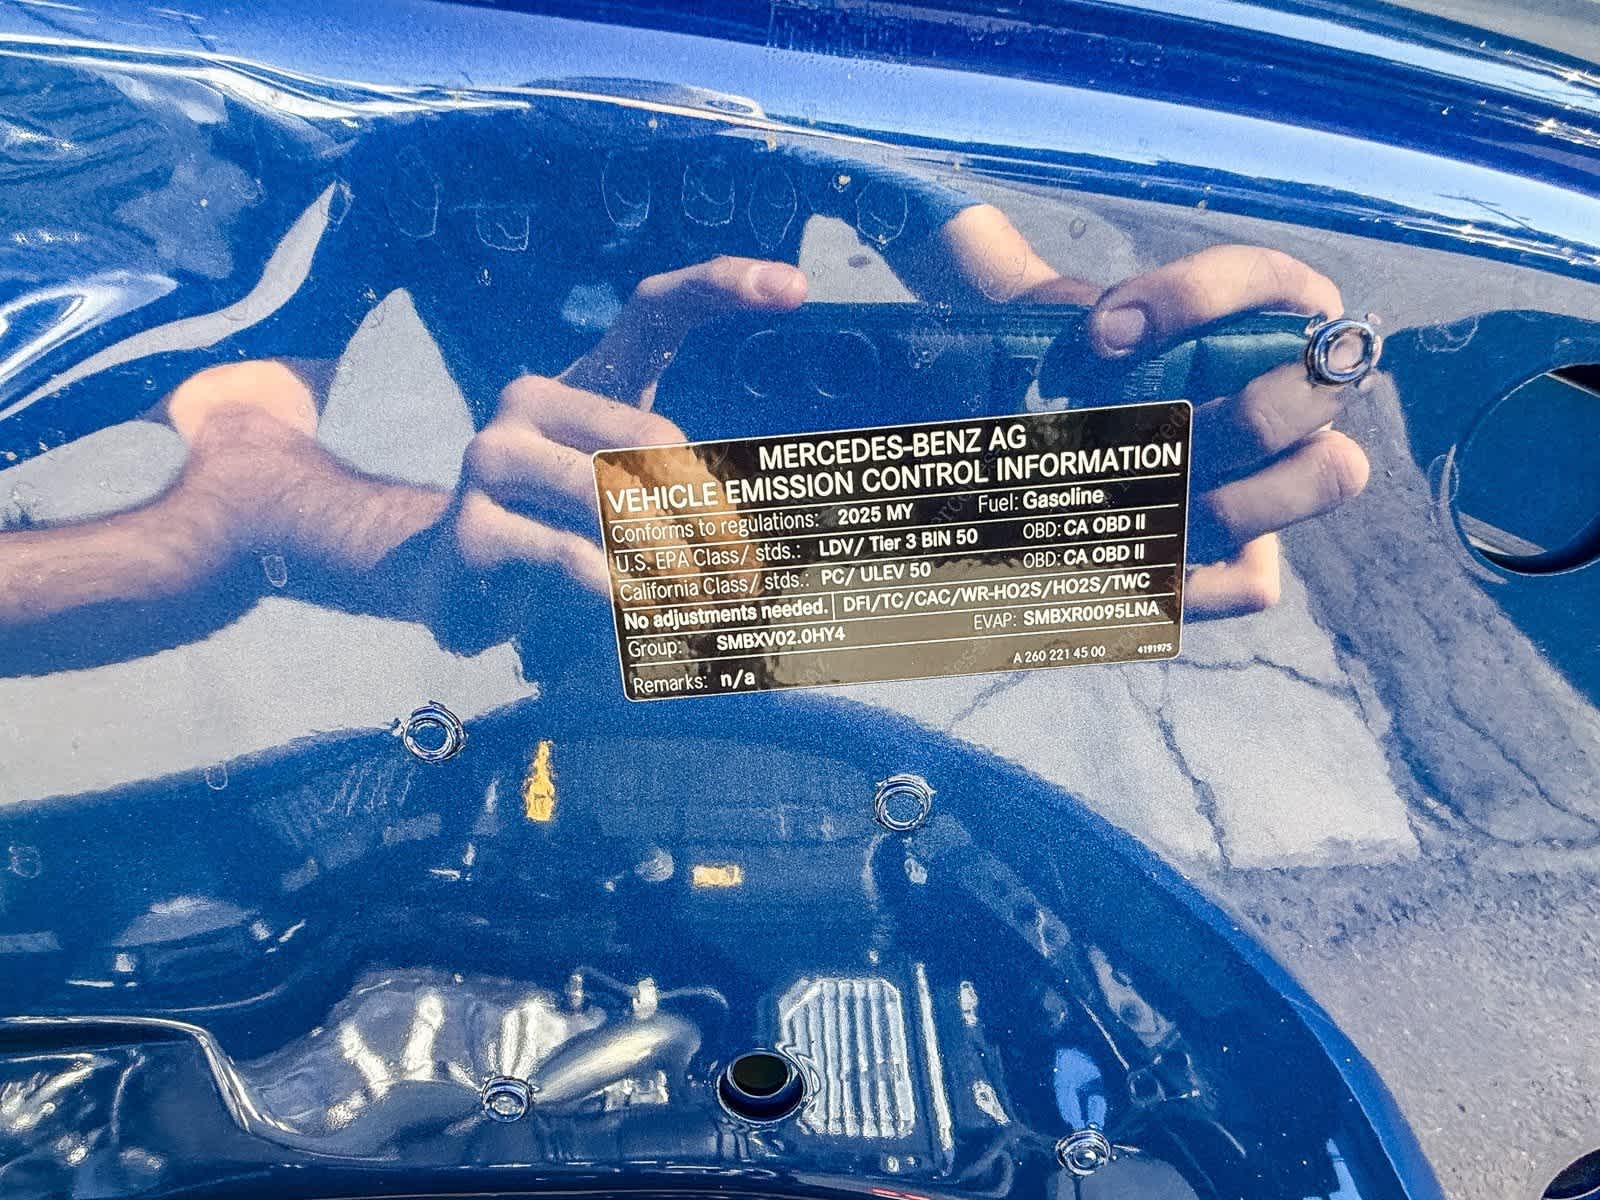 MERCEDES-BENZ AG
VEHICLE EMISSION CONTROL INFORMATION
Conforms to regulations: 2025 MY Fuel: Gasoline
U.S. EPA Class/ stds.: LDV/ Tier 3 BIN 50 OBD: CA OBD II
California Class/ stds.: PC/ ULEV 50 OBD: CA OBD II
No adjustments needed. DFI/TC/CAC/WR-HO2S/HO2S/TWC
Group: SMBXV02.0HY4 EVAP: SMBXR0095LNA
Remarks: n/a A 260 221 45 00 4191975